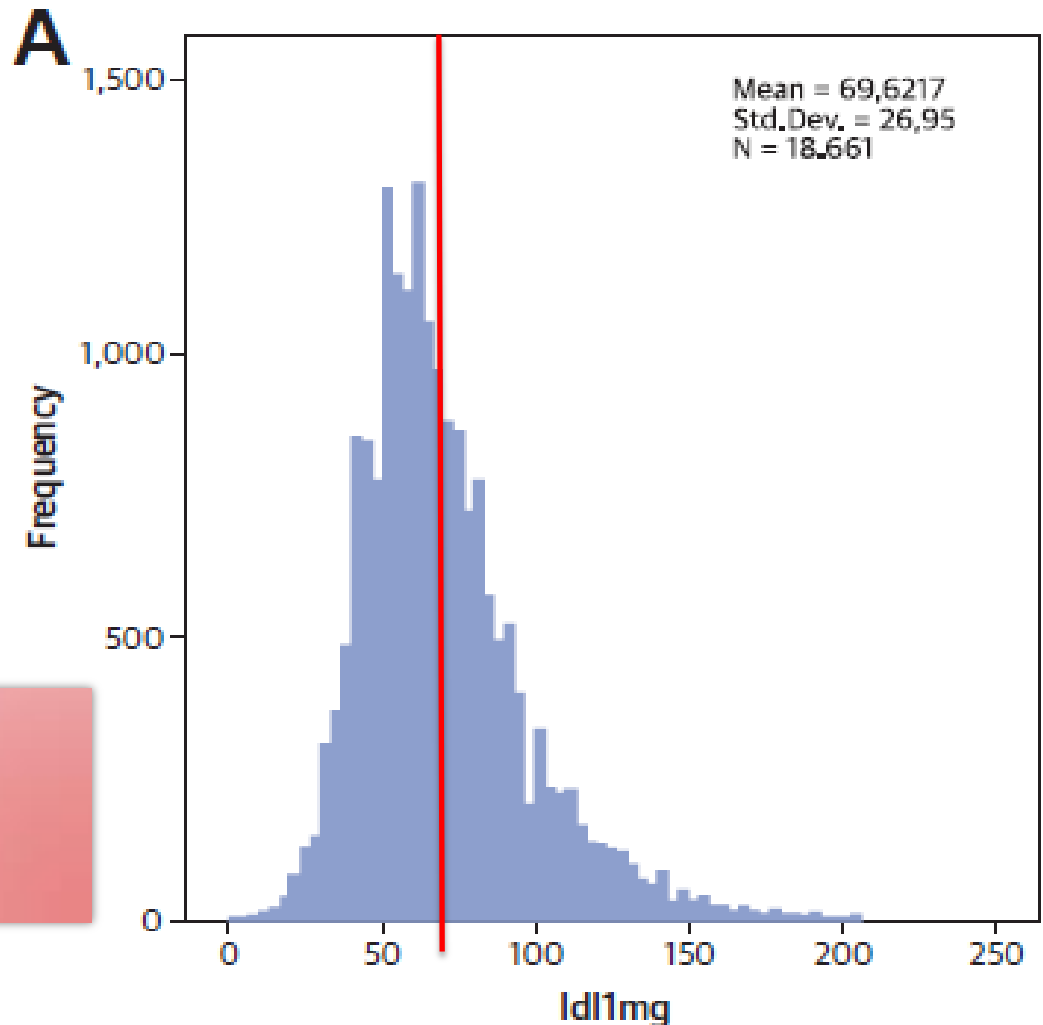 A
1,500
Mean = 69,6217
Std.Dev. = 26,95
N = 18.661
1,000
Frequency
500
0
0 50 100 150 200 250
ldl1mg